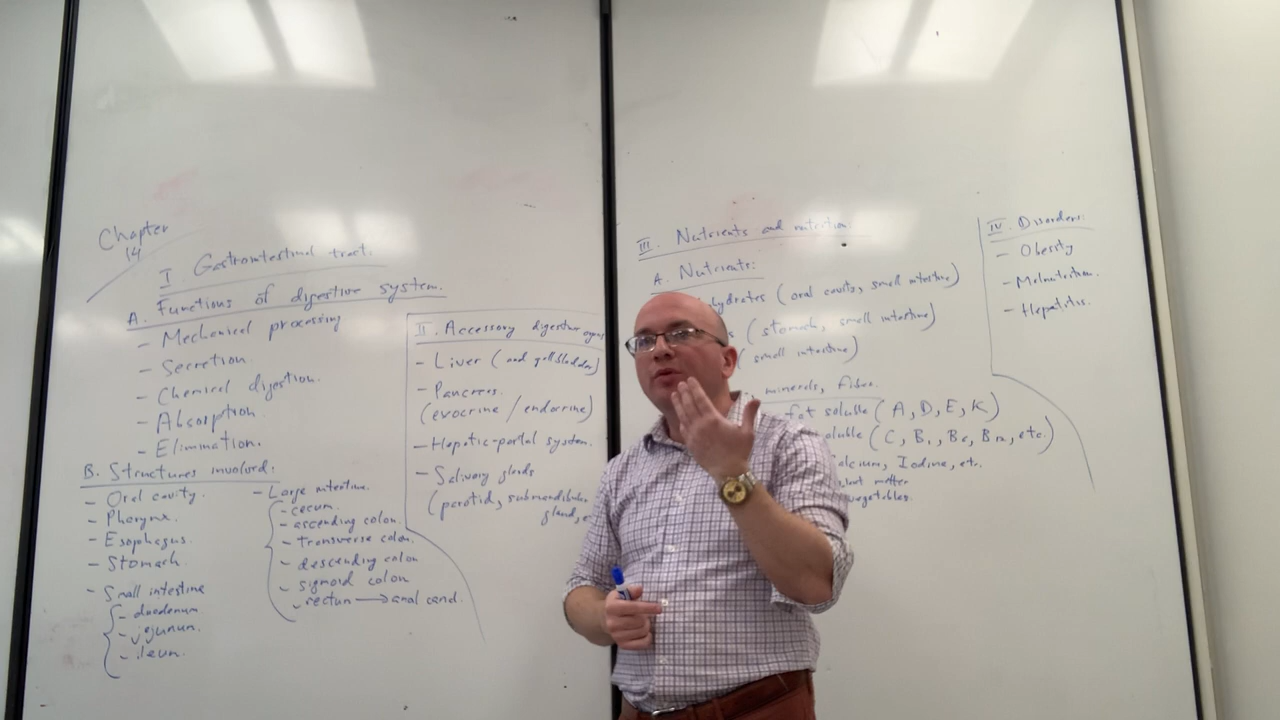 Chapter
14
I Gastrointestinal tract.
A. Functions of digestive system.
- Mechanical processing
- Secretion
- Chemical digestion.
- Absorption
- Elimination.
B. Structures involved:
- Oral cavity.
- Pharynx.
- Esophagus.
- Stomach
- Small intestine
- duodenum.
- jejunum.
- ileum.
- Large intestine.
- cecum.
- ascending colon.
- transverse colon.
- descending colon
- sigmoid colon
- rectum → anal canal.
II. Accessory digestive organs
- Liver (and gallbladder)
- Pancreas.
(exocrine / endocrine)
- Hepatic-portal system.
- Salivary glands
(parotid, submandibular
gland, e
III. Nutrients and nutrition.
A. Nutrients:
hydrates (oral cavity, small intestine)
s (stomach, small intestine)
(small intestine)
minerals, fibre.
fat soluble (A, D, E, K)
oluble (C, B1, B6, B12, etc.)
alcium, Iodine, etc.
plant matter
vegetables.
IV. Disorders:
- Obesity
- Malnutrition.
- Hepatitis.